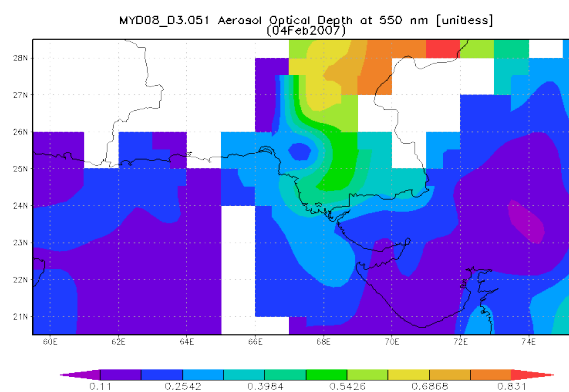 MYD08_D3.051 Aerosol Optical Depth at 550 nm [unitless]
(04Feb2007)
28N
27N
26N
25N
24N
23N
22N
21N
60E 62E 64E 66E 68E 70E 72E 74E
0.11 0.2542 0.3984 0.5426 0.6868 0.831